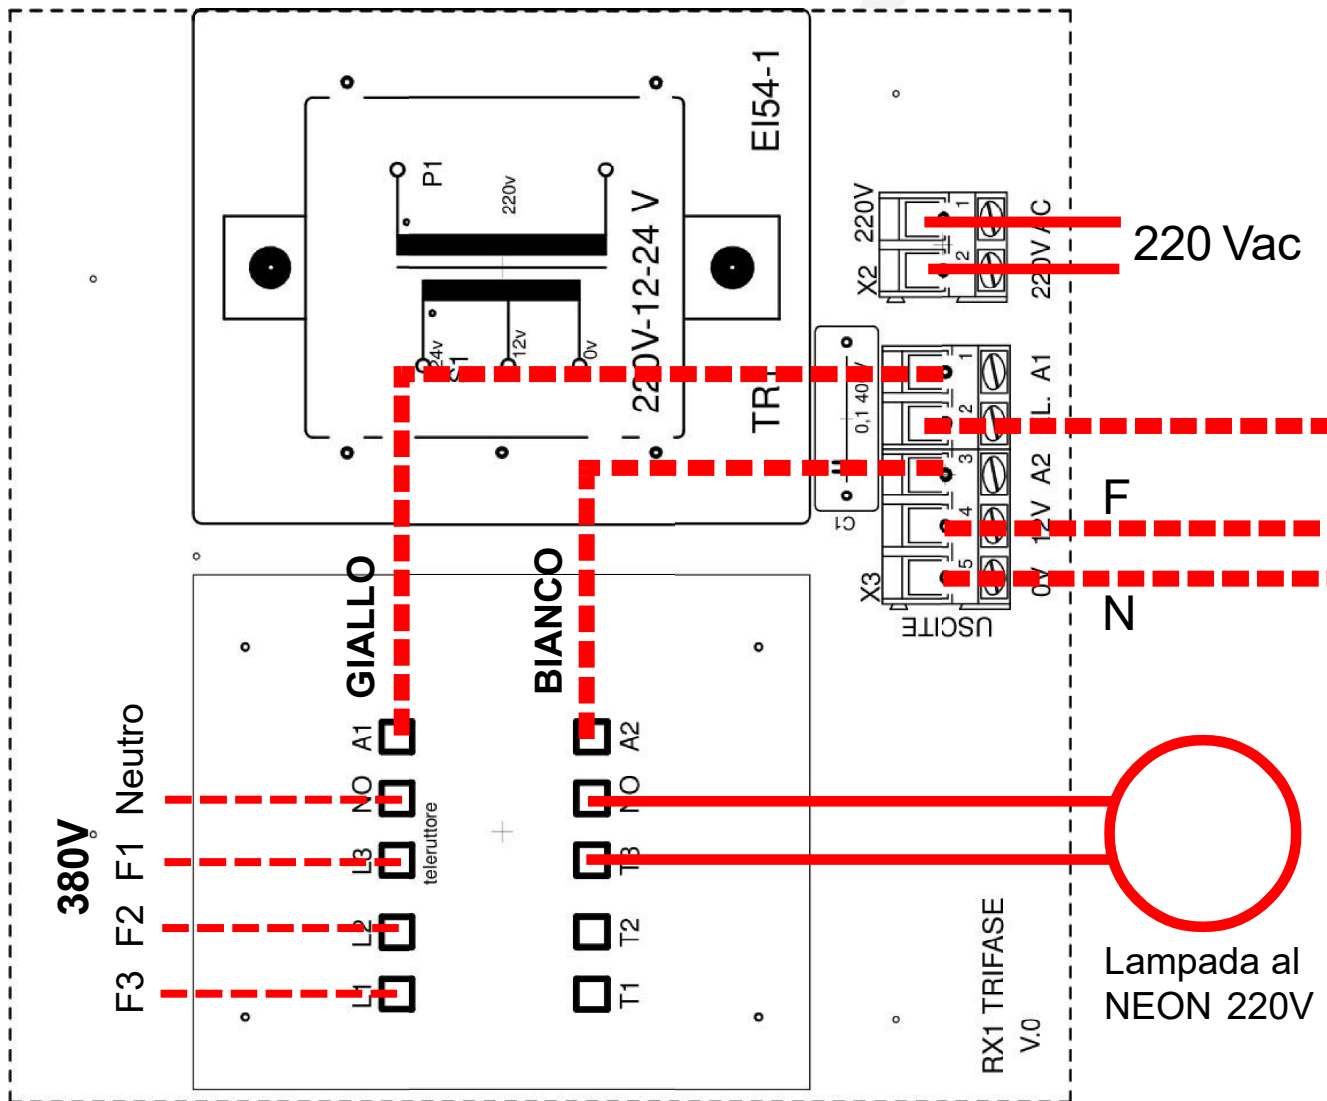 EI54-1
P1
220v
24v
12v
0v
S1
220V-12-24 V
220V
X2
1
2
220V AC
220 Vac
0,1 40
C1
1
2
3
4
5
A1
L.
A2
12V
0V
X3
USCITE
F
N
GIALLO
BIANCO
380V
Neutro
F1
F2
F3
A1
NO
L3
L2
L1
teleruttore
A2
NO
T3
T2
T1
Lampada al
NEON 220V
RX1 TRIFASE
V.0